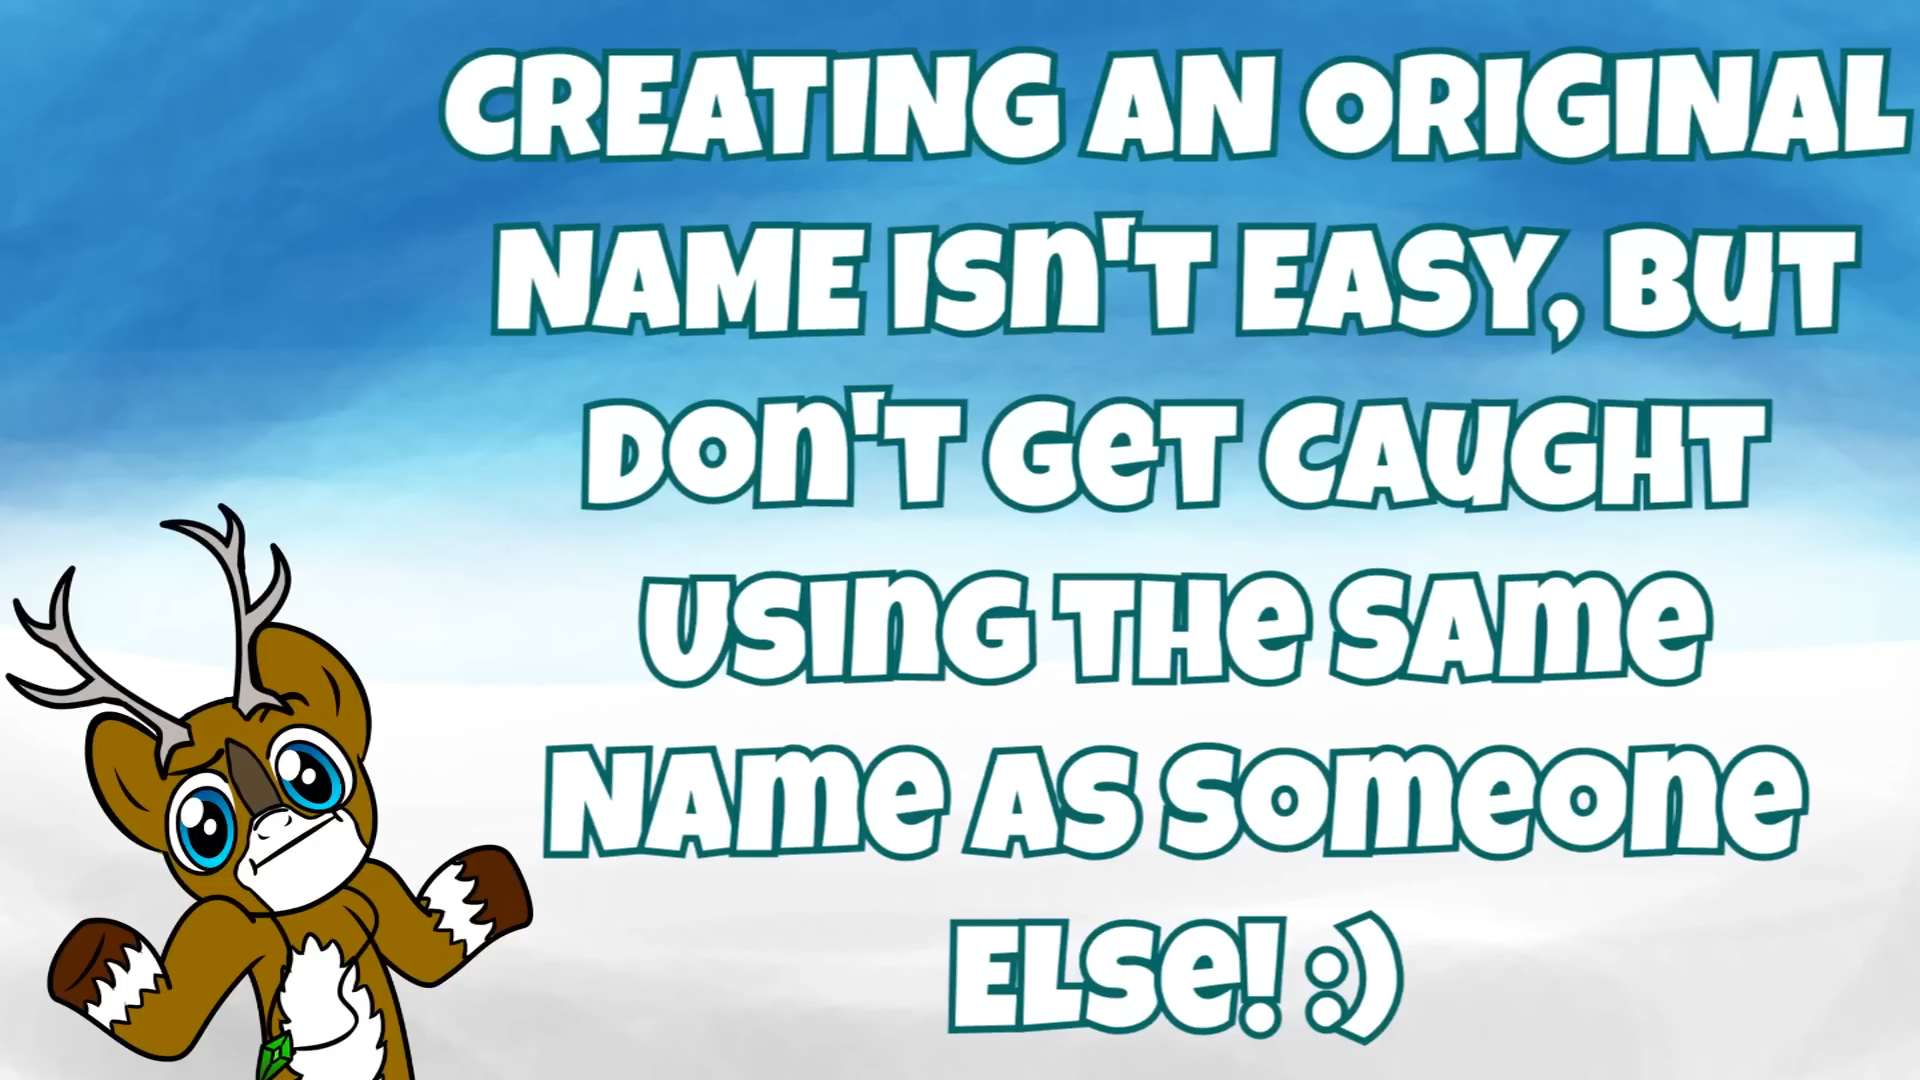 CREATING AN ORIGINAL
NAME ISN'T EASY, BUT
DON'T GET CAUGHT
USING THE SAME
NAME AS SOMEONE
ELSE! :)